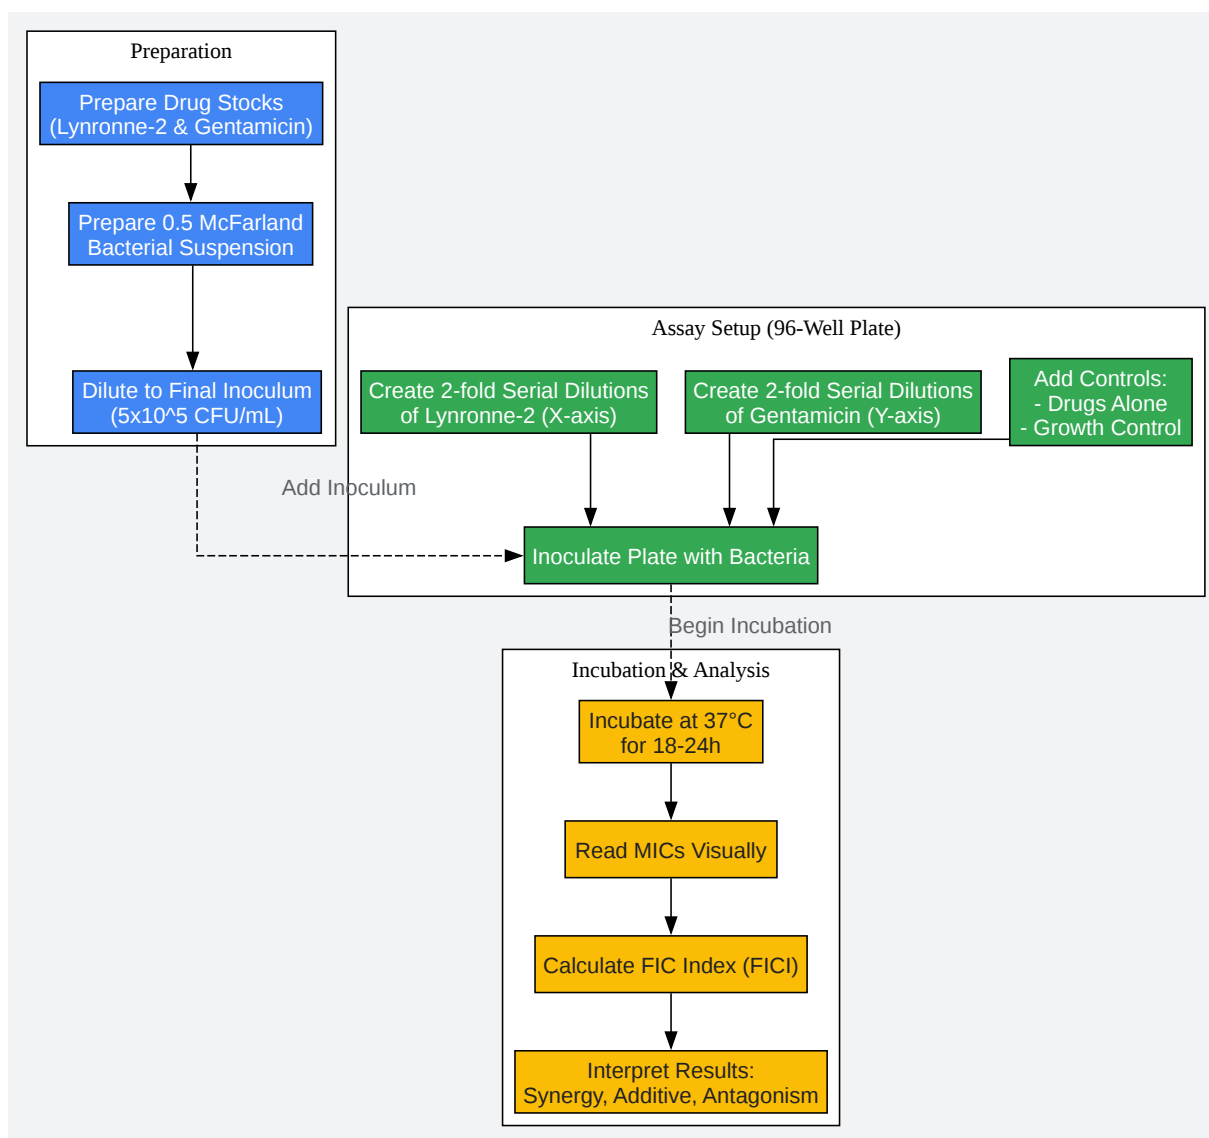 Preparation
Prepare Drug Stocks
(Lynronne-2 & Gentamicin)
Prepare 0.5 McFarland
Bacterial Suspension
Dilute to Final Inoculum
(5x10^5 CFU/mL)
Add Inoculum
Assay Setup (96-Well Plate)
Create 2-fold Serial Dilutions
of Lynronne-2 (X-axis)
Create 2-fold Serial Dilutions
of Gentamicin (Y-axis)
Add Controls:
- Drugs Alone
- Growth Control
Inoculate Plate with Bacteria
Begin Incubation
Incubation & Analysis
Incubate at 37°C
for 18-24h
Read MICs Visually
Calculate FIC Index (FICI)
Interpret Results:
Synergy, Additive, Antagonism